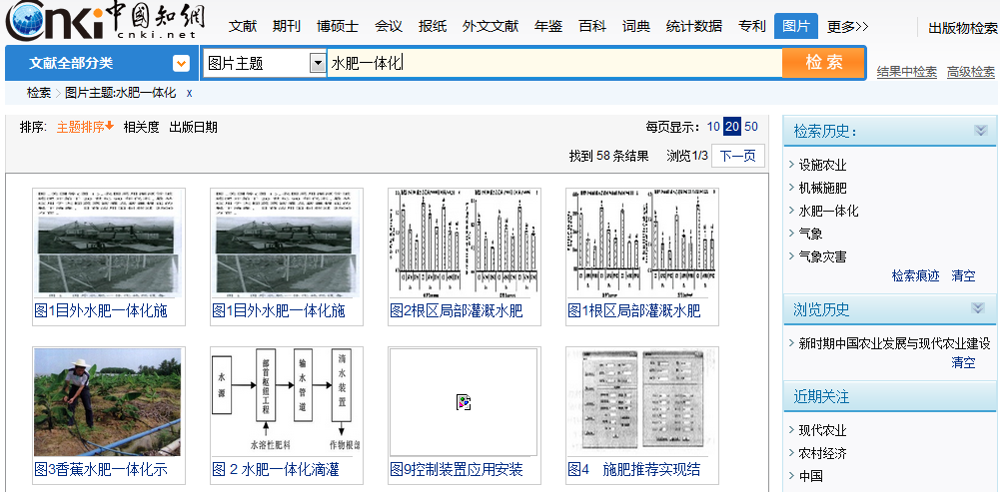 cnki 中國知網
cnki.net
文献 期刊 博硕士 会议 报纸 外文文献 年鉴 百科 词典 统计数据 专利 图片 更多>> 出版物检索
文献全部分类 图片主题 水肥一体化 检 索 结果中检索 高级检索
检索 > 图片主题:水肥一体化 x
排序: 主题排序 相关度 出版日期 每页显示: 10 20 50
找到 58 条结果 浏览1/3 下一页
图1目外水肥一体化施 图1目外水肥一体化施 图2根区局部灌溉水肥 图1根区局部灌溉水肥
水源 部首枢纽工程 输水管道 滴水装置
水溶性肥料 作物根部
图3香蕉水肥一体化示 图 2 水肥一体化滴灌 图9控制装置应用安装 图4 施肥推荐实现结
检索历史:
> 设施农业
> 机械施肥
> 水肥一体化
> 气象
> 气象灾害
检索痕迹 清空
浏览历史
> 新时期中国农业发展与现代农业建设
清空
近期关注
> 现代农业
> 农村经济
> 中国